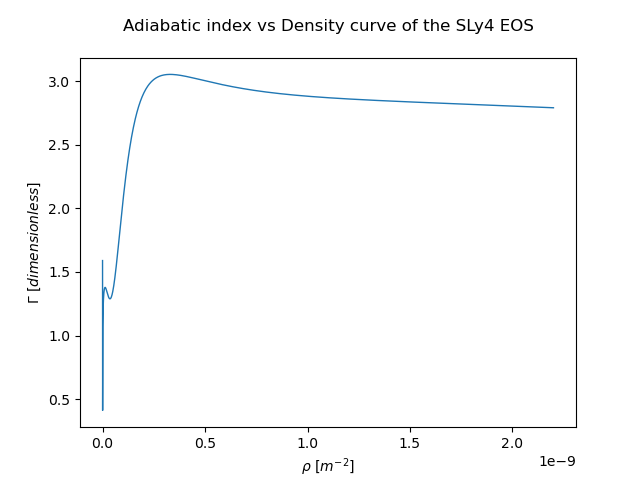 Adiabatic index vs Density curve of the SLy4 EOS
3.0
2.5
2.0
1.5
1.0
0.5
Γ [dimensionless]
0.0 0.5 1.0 1.5 2.0
1e−9
ρ [m⁻²]